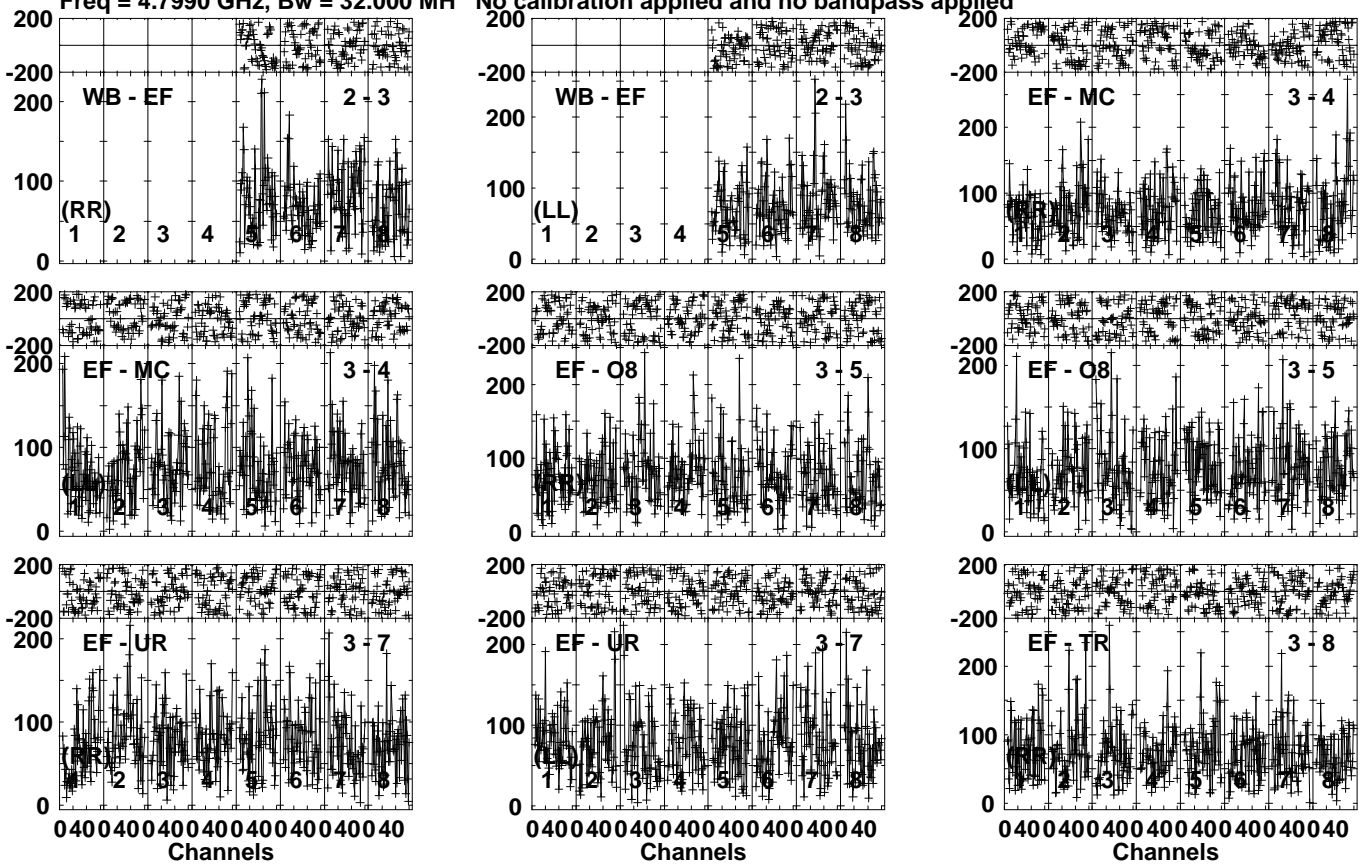 Freq = 4.7990 GHz, Bw = 32.000 MH No calibration applied and no bandpass applied
200
-200
WB - EF 2 - 3
200
100
0
(RR)
1 2 3 4 5 6 7 8
200
-200
WB - EF 2 - 3
200
100
0
(LL)
1 2 3 4 5 6 7 8
200
-200
EF - MC 3 - 4
200
100
0
(RR)
1 2 3 4 5 6 7 8
200
-200
EF - MC 3 - 4
200
100
0
(LL)
1 2 3 4 5 6 7 8
200
-200
EF - O8 3 - 5
200
100
0
(RR)
1 2 3 4 5 6 7 8
200
-200
EF - O8 3 - 5
200
100
0
(LL)
1 2 3 4 5 6 7 8
200
-200
EF - UR 3 - 7
200
100
0
(RR)
1 2 3 4 5 6 7 8
0 40 0 40 0 40 0 40 0 40 0 40 0 40 0 40
Channels
200
-200
EF - UR 3 - 7
200
100
0
(LL)
1 2 3 4 5 6 7 8
0 40 0 40 0 40 0 40 0 40 0 40 0 40 0 40
Channels
200
-200
EF - TR 3 - 8
200
100
0
(RR)
1 2 3 4 5 6 7 8
0 40 0 40 0 40 0 40 0 40 0 40 0 40 0 40
Channels